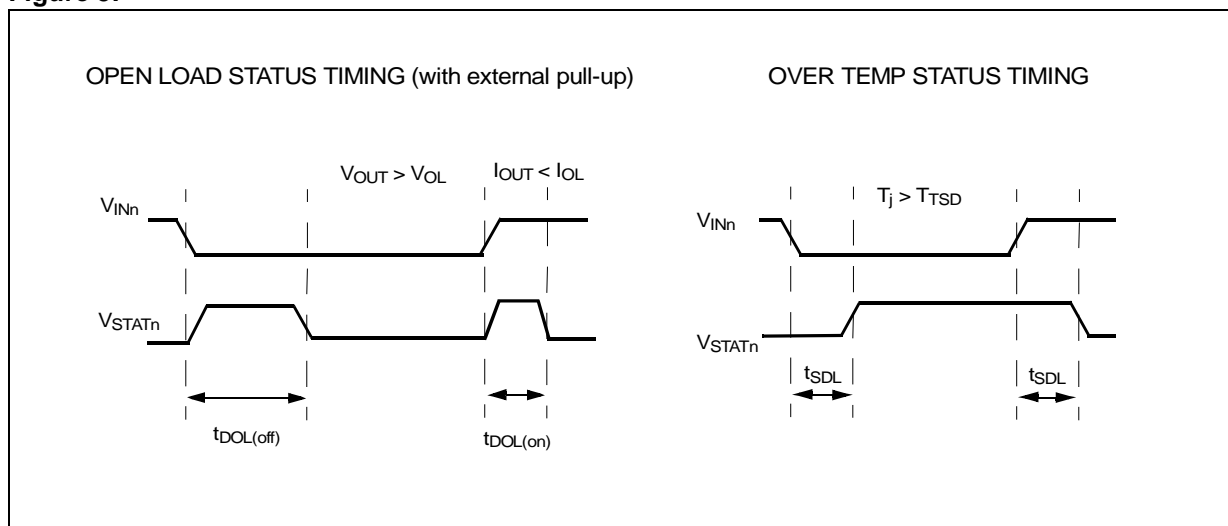 OPEN LOAD STATUS TIMING (with external pull-up)
VOUT > VOL
IOUT < IOL
VINn
VSTATn
tDOL(off)
tDOL(on)
OVER TEMP STATUS TIMING
Tj > TTSD
VINn
VSTATn
tSDL
tSDL